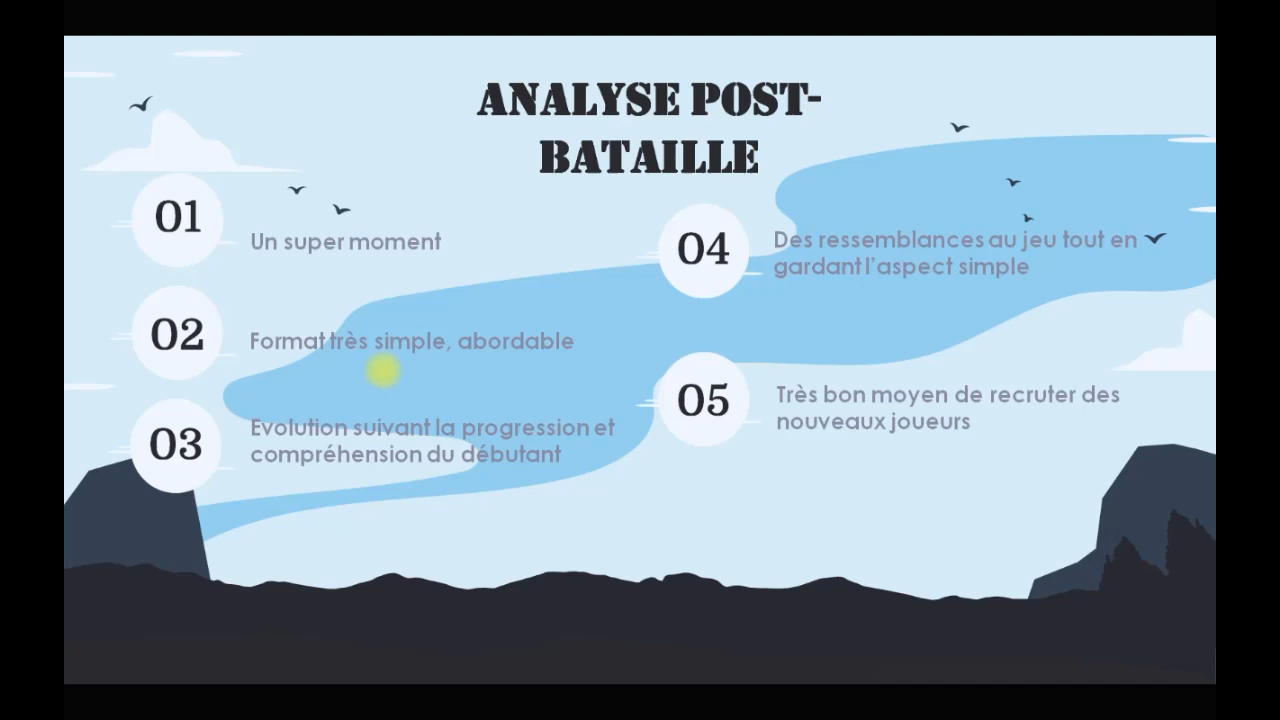 ANALYSE POST-
BATAILLE
01
Un super moment
02
Format très simple, abordable
03
Evolution suivant la progression et
compréhension du débutant
04
Des ressemblances au jeu tout en
gardant l'aspect simple
05
Très bon moyen de recruter des
nouveaux joueurs